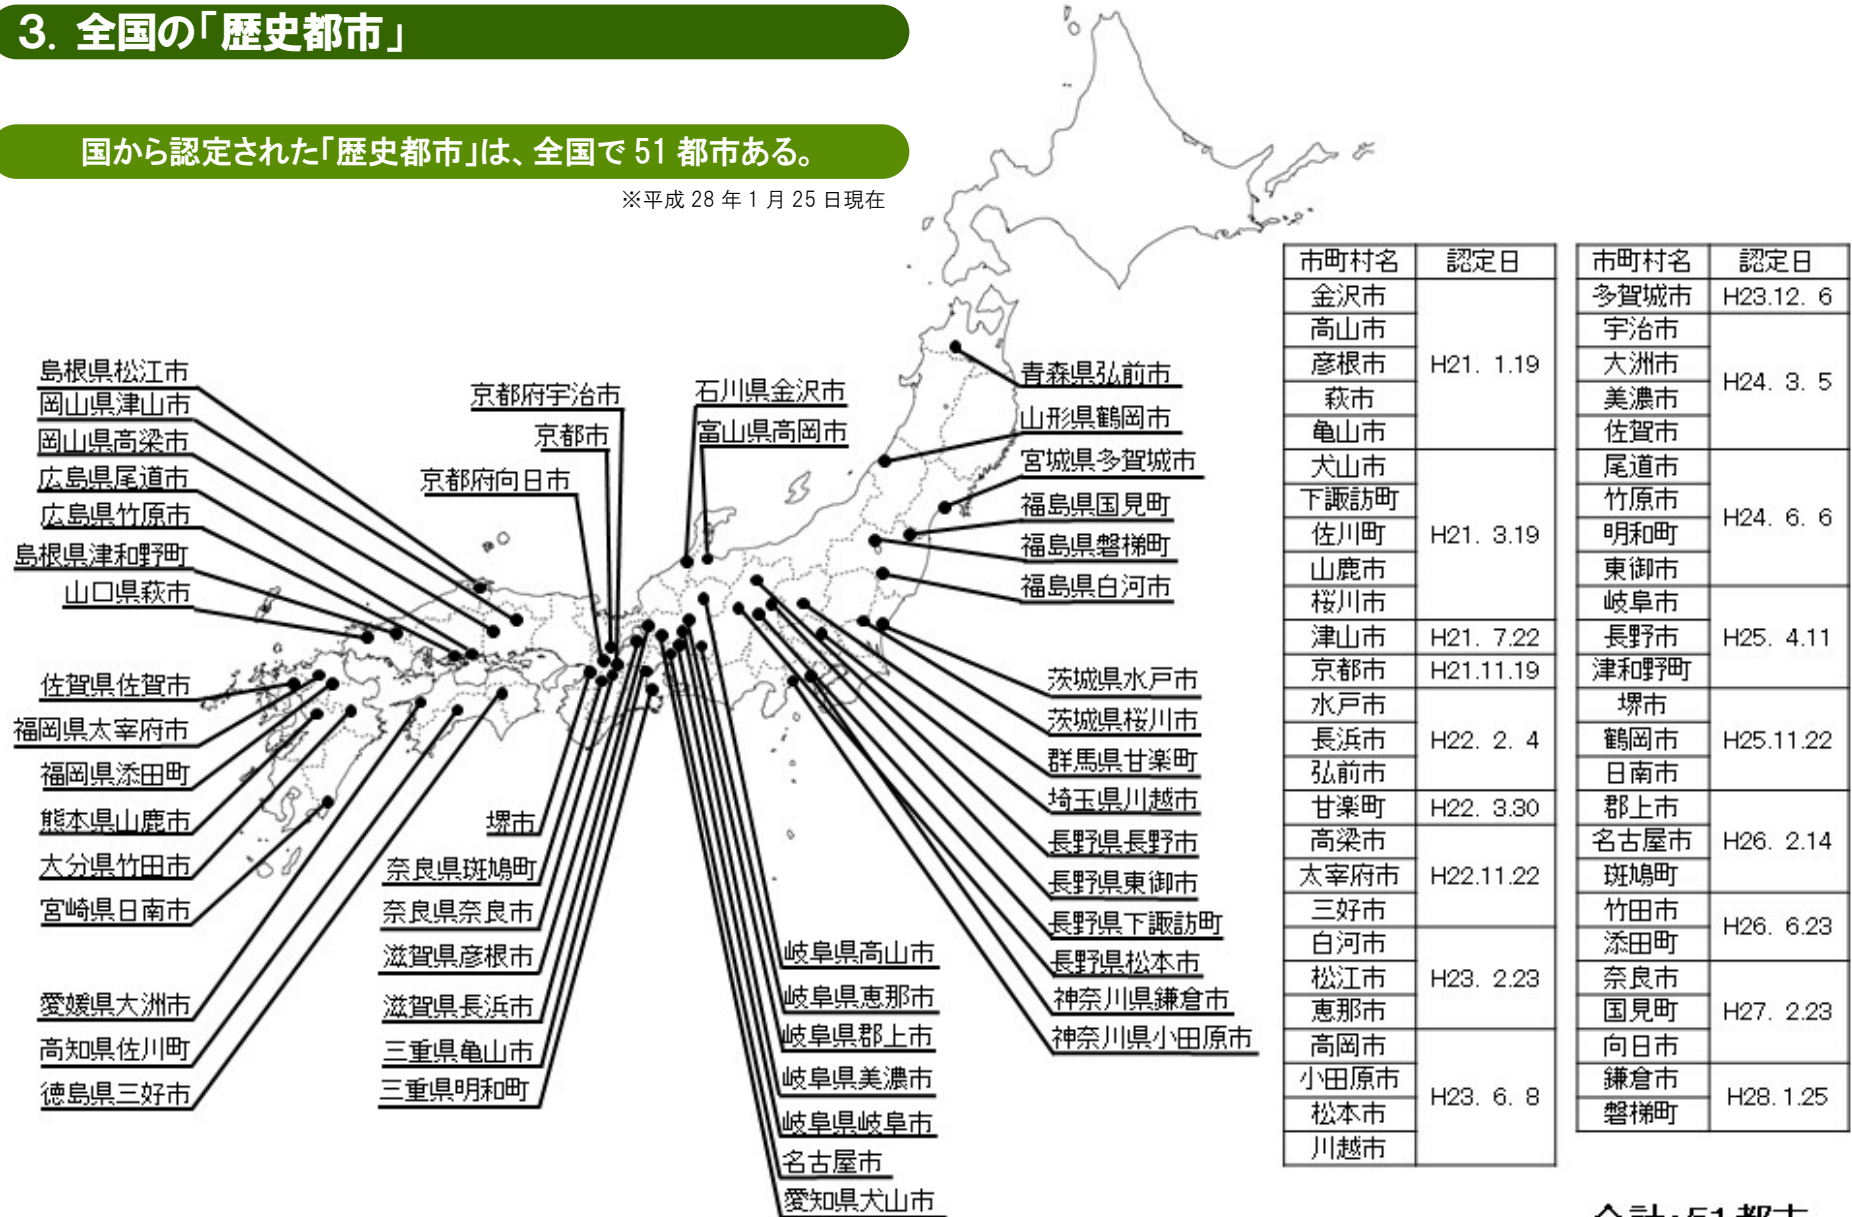 3. 全国の「歴史都市」
国から認定された「歴史都市」は、全国で 51 都市ある。
※平成 28 年 1 月 25 日現在
島根県松江市
岡山県津山市
岡山県高梁市
広島県尾道市
広島県竹原市
島根県津和野町
山口県萩市
佐賀県佐賀市
福岡県太宰府市
福岡県添田町
熊本県山鹿市
大分県竹田市
宮崎県日南市
愛媛県大洲市
高知県佐川町
徳島県三好市
京都府宇治市
京都市
京都府向日市
石川県金沢市
富山県高岡市
堺市
奈良県斑鳩町
奈良県奈良市
滋賀県彦根市
滋賀県長浜市
三重県亀山市
三重県明和町
岐阜県高山市
岐阜県恵那市
岐阜県郡上市
岐阜県美濃市
岐阜県岐阜市
名古屋市
愛知県犬山市
青森県弘前市
山形県鶴岡市
宮城県多賀城市
福島県国見町
福島県磐梯町
福島県白河市
茨城県水戸市
茨城県桜川市
群馬県甘楽町
埼玉県川越市
長野県長野市
長野県東御市
長野県下諏訪町
長野県松本市
神奈川県鎌倉市
神奈川県小田原市
市町村名 認定日
金沢市
高山市
彦根市 H21. 1.19
萩市
亀山市
犬山市
下諏訪町
佐川町 H21. 3.19
山鹿市
桜川市
津山市 H21. 7.22
京都市 H21.11.19
水戸市
長浜市 H22. 2. 4
弘前市
甘楽町 H22. 3.30
高梁市
太宰府市 H22.11.22
三好市
白河市
松江市 H23. 2.23
恵那市
高岡市
小田原市
H23. 6. 8
松本市
川越市
市町村名 認定日
多賀城市 H23.12. 6
宇治市
大洲市
H24. 3. 5
美濃市
佐賀市
尾道市
竹原市
H24. 6. 6
明和町
東御市
岐阜市
長野市 H25. 4.11
津和野町
堺市
鶴岡市 H25.11.22
日南市
郡上市
名古屋市 H26. 2.14
斑鳩町
竹田市
H26. 6.23
添田町
奈良市
国見町 H27. 2.23
向日市
鎌倉市
H28. 1.25
磐梯町
合計:51都市